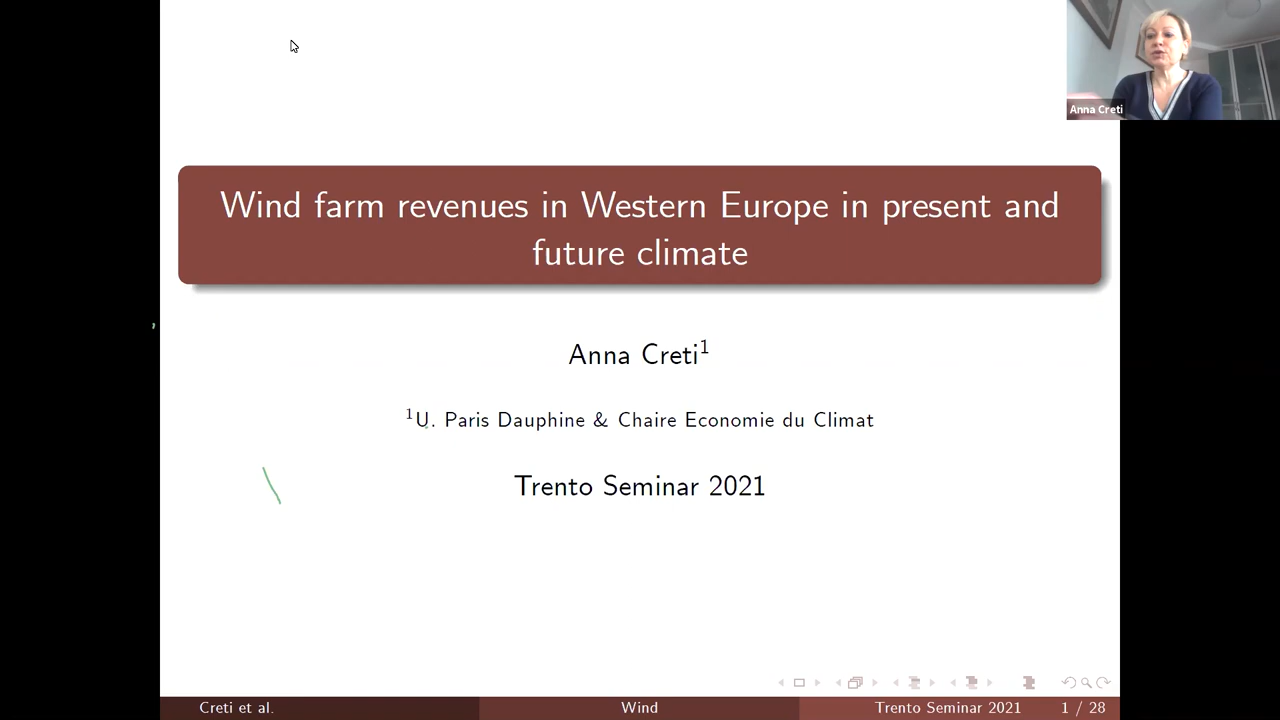 Anna Creti
Wind farm revenues in Western Europe in present and
future climate
Anna Creti¹
¹U. Paris Dauphine & Chaire Economie du Climat
Trento Seminar 2021
Creti et al.
Wind
Trento Seminar 2021
1 / 28